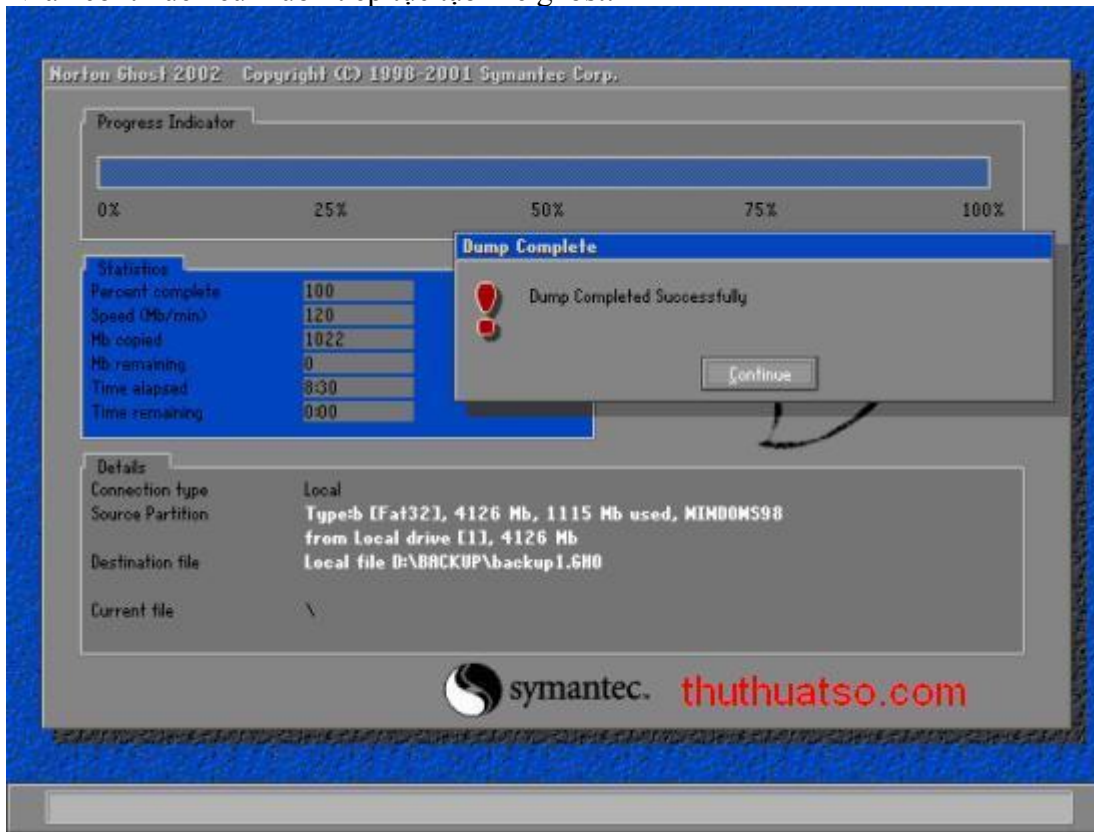 Norton Ghost 2002 Copyright (C) 1998-2001 Symantec Corp.
Progress Indicator
0% 25% 50% 75% 100%
Dump Complete
Dump Completed Successfully
Continue
Statistics
Percent complete 100
Speed (Mb/min) 120
Mb copied 1022
Mb remaining 0
Time elapsed 8:30
Time remaining 0:00
Details
Connection type Local
Source Partition Type:b [Fat32], 4126 Mb, 1115 Mb used, WINDOWS98
from Local drive [1], 4126 Mb
Destination file Local file D:\BACKUP\backup1.GHO
Current file \
symantec. thuthuatso.com